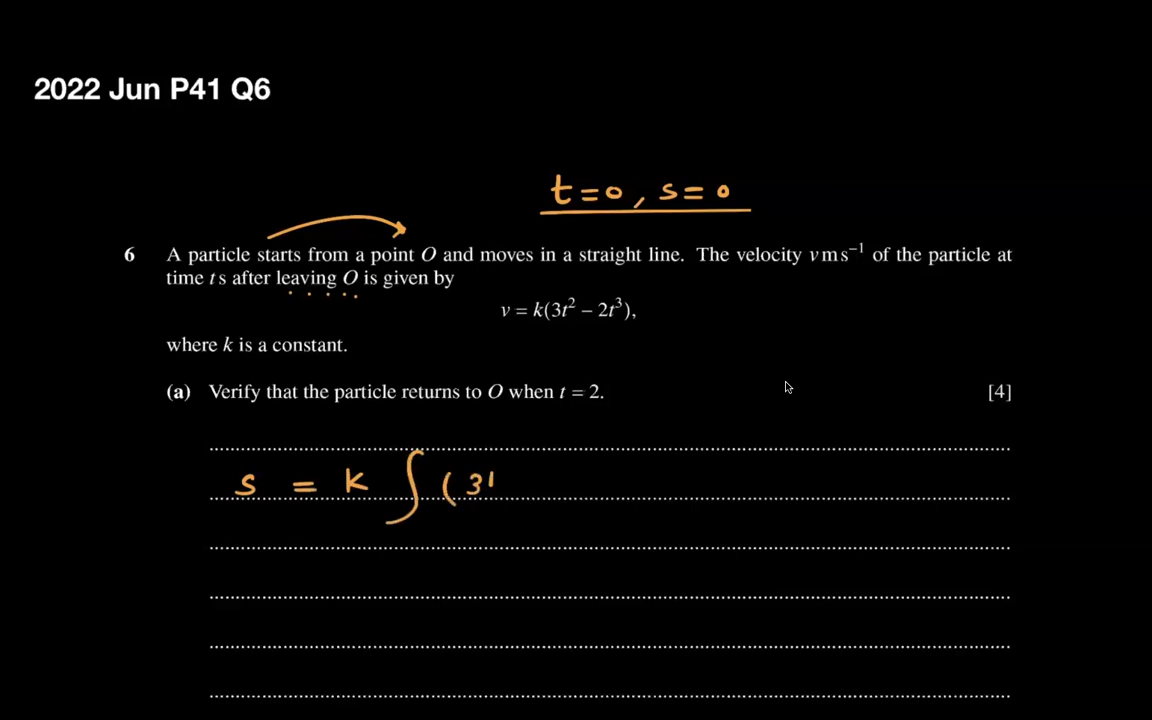 2022 Jun P41 Q6
t=0, s=0
6 A particle starts from a point O and moves in a straight line. The velocity v m s⁻¹ of the particle at
time t s after leaving O is given by
v = k(3t² – 2t³),
where k is a constant.
(a) Verify that the particle returns to O when t = 2. [4]
s = k ∫ (3